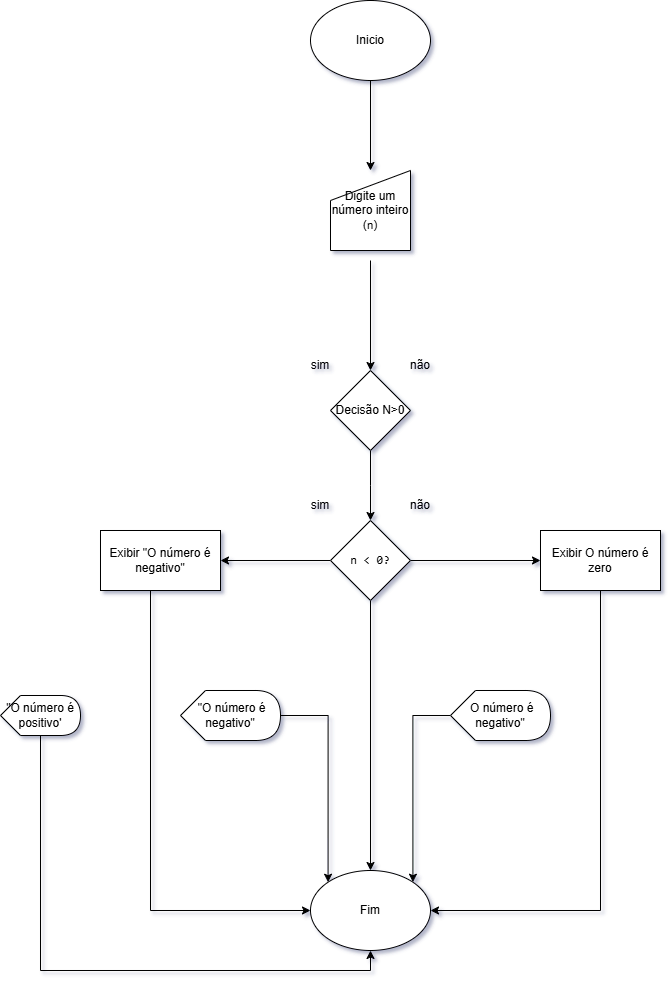 Inicio
Digite um
número inteiro
(n)
sim
não
Decisão N>0
sim
não
Exibir "O número é
negativo"
n < 0?
Exibir O número é
zero
"O número é
positivo'
"O número é
negativo"
O número é
negativo"
Fim